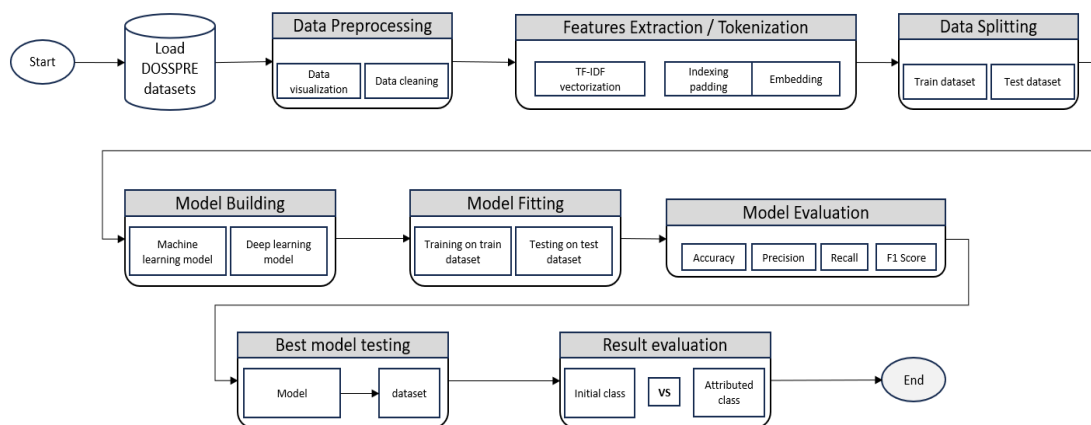 Start
Load
DOSSPRE
datasets
Data Preprocessing
Data
visualization
Data cleaning
Features Extraction / Tokenization
TF-IDF
vectorization
Indexing
padding
Embedding
Data Splitting
Train dataset
Test dataset
Model Building
Machine
learning model
Deep learning
model
Model Fitting
Training on train
dataset
Testing on test
dataset
Model Evaluation
Accuracy
Precision
Recall
F1 Score
Best model testing
Model
dataset
Result evaluation
Initial class
VS
Attributed
class
End